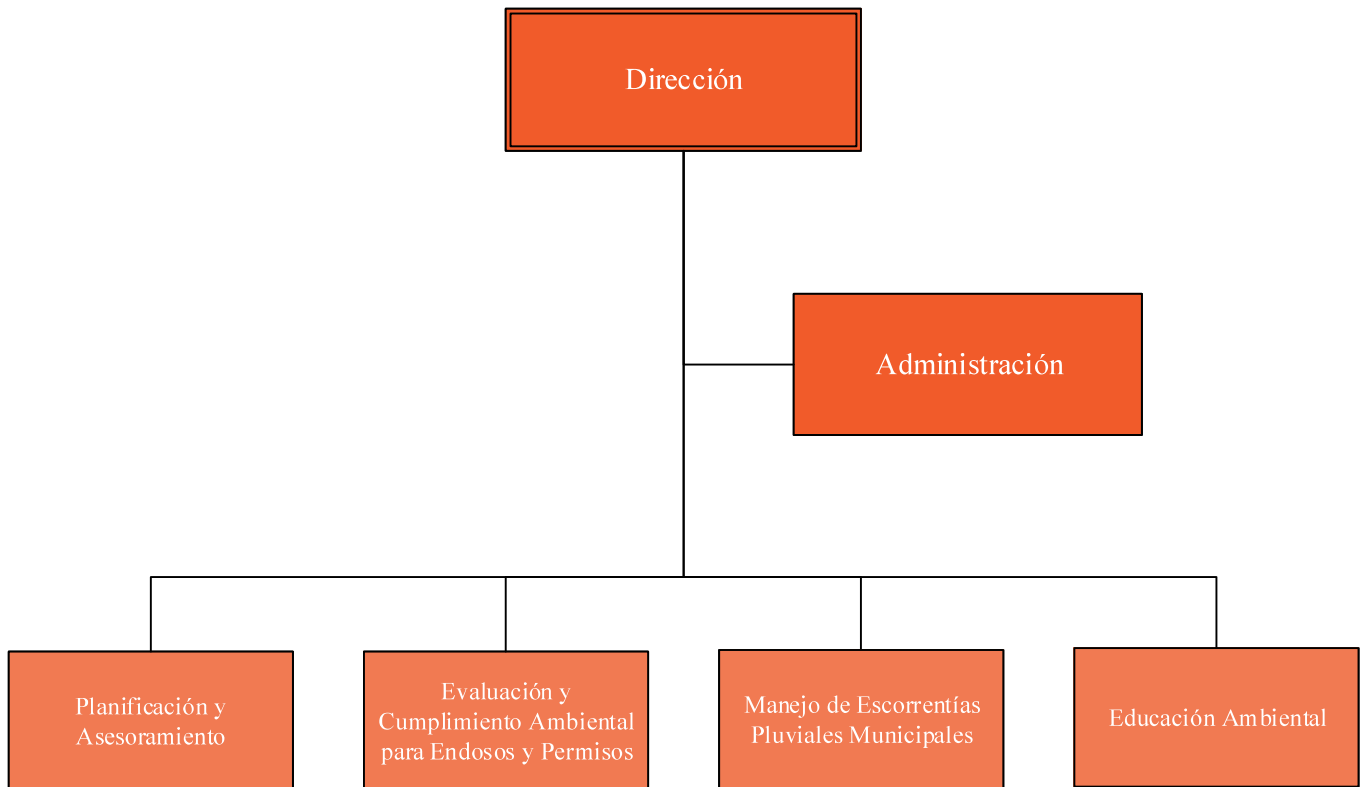 Dirección
Administración
Planificación y
Asesoramiento
Evaluación y
Cumplimiento Ambiental
para Endosos y Permisos
Manejo de Escorrentías
Pluviales Municipales
Educación Ambiental